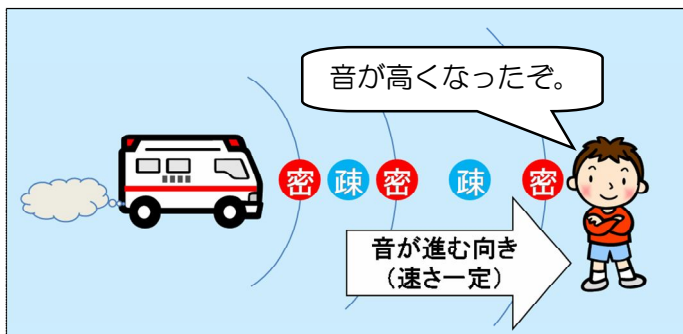 音が高くなったぞ。
密 疎 密 疎 密
音が進む向き
（速さ一定）